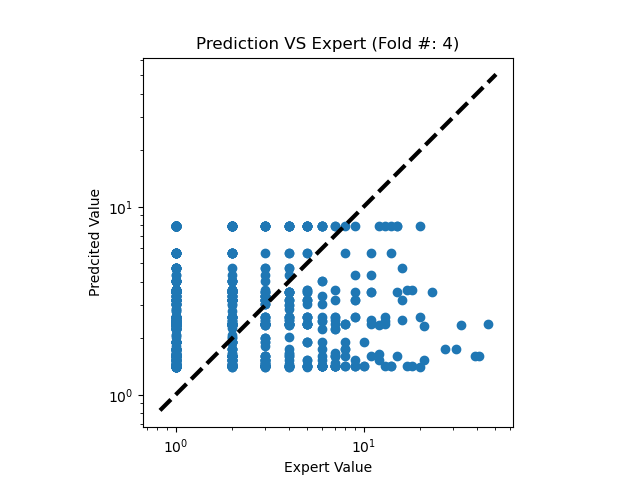 Prediction VS Expert (Fold #: 4)
Predcited Value
10¹
10⁰
10⁰ 10¹
Expert Value